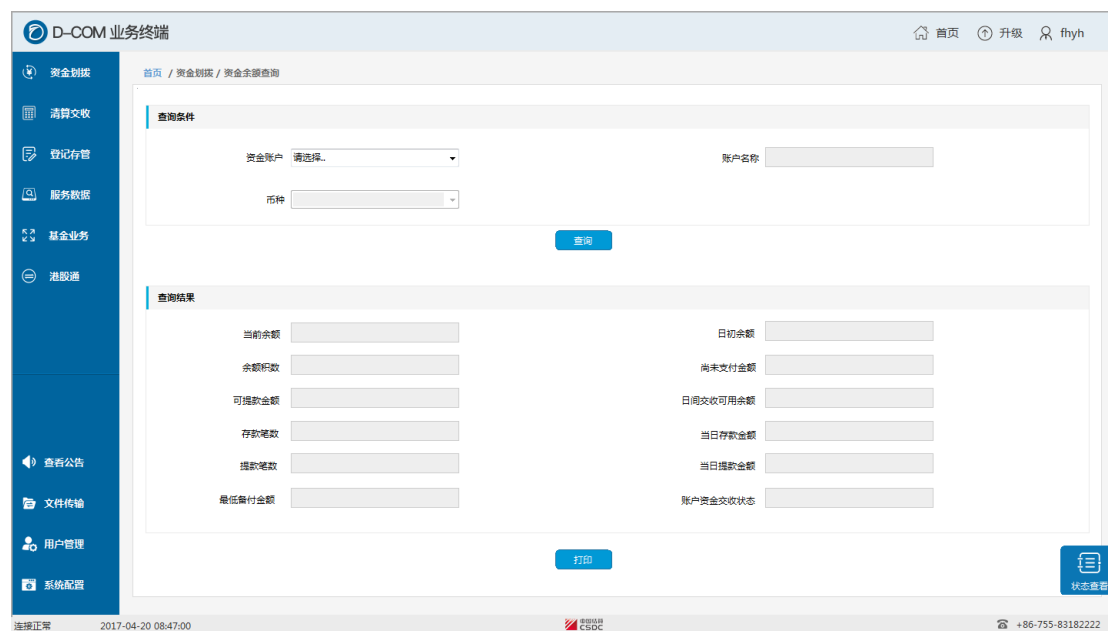 D-COM 业务终端
首页 升级 fhyh
资金划拨
清算交收
登记存管
服务数据
基金业务
港股通
查看公告
文件传输
用户管理
系统配置
首页 / 资金划拨 / 资金余额查询
查询条件
资金账户 请选择.. 账户名称
币种
查询
查询结果
当前余额 日初余额
余额积数 尚未支付金额
可提款金额 日间交收可用余额
存款笔数 当日存款金额
提款笔数 当日提款金额
最低备付金额 账户资金交收状态
打印
状态查看
连接正常 2017-04-20 08:47:00 中国结算 CSDC +86-755-83182222